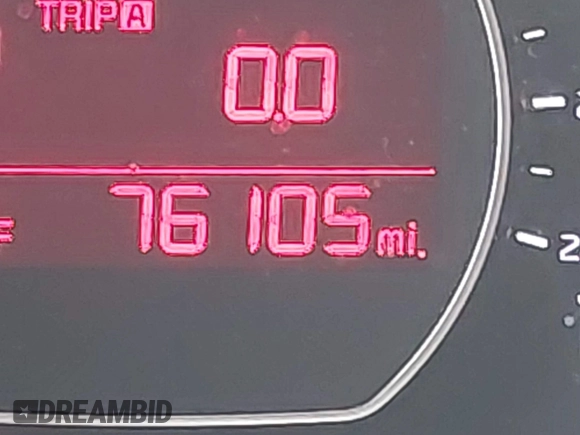 TRIP A
0.0
76105 mi.
DREAMBID